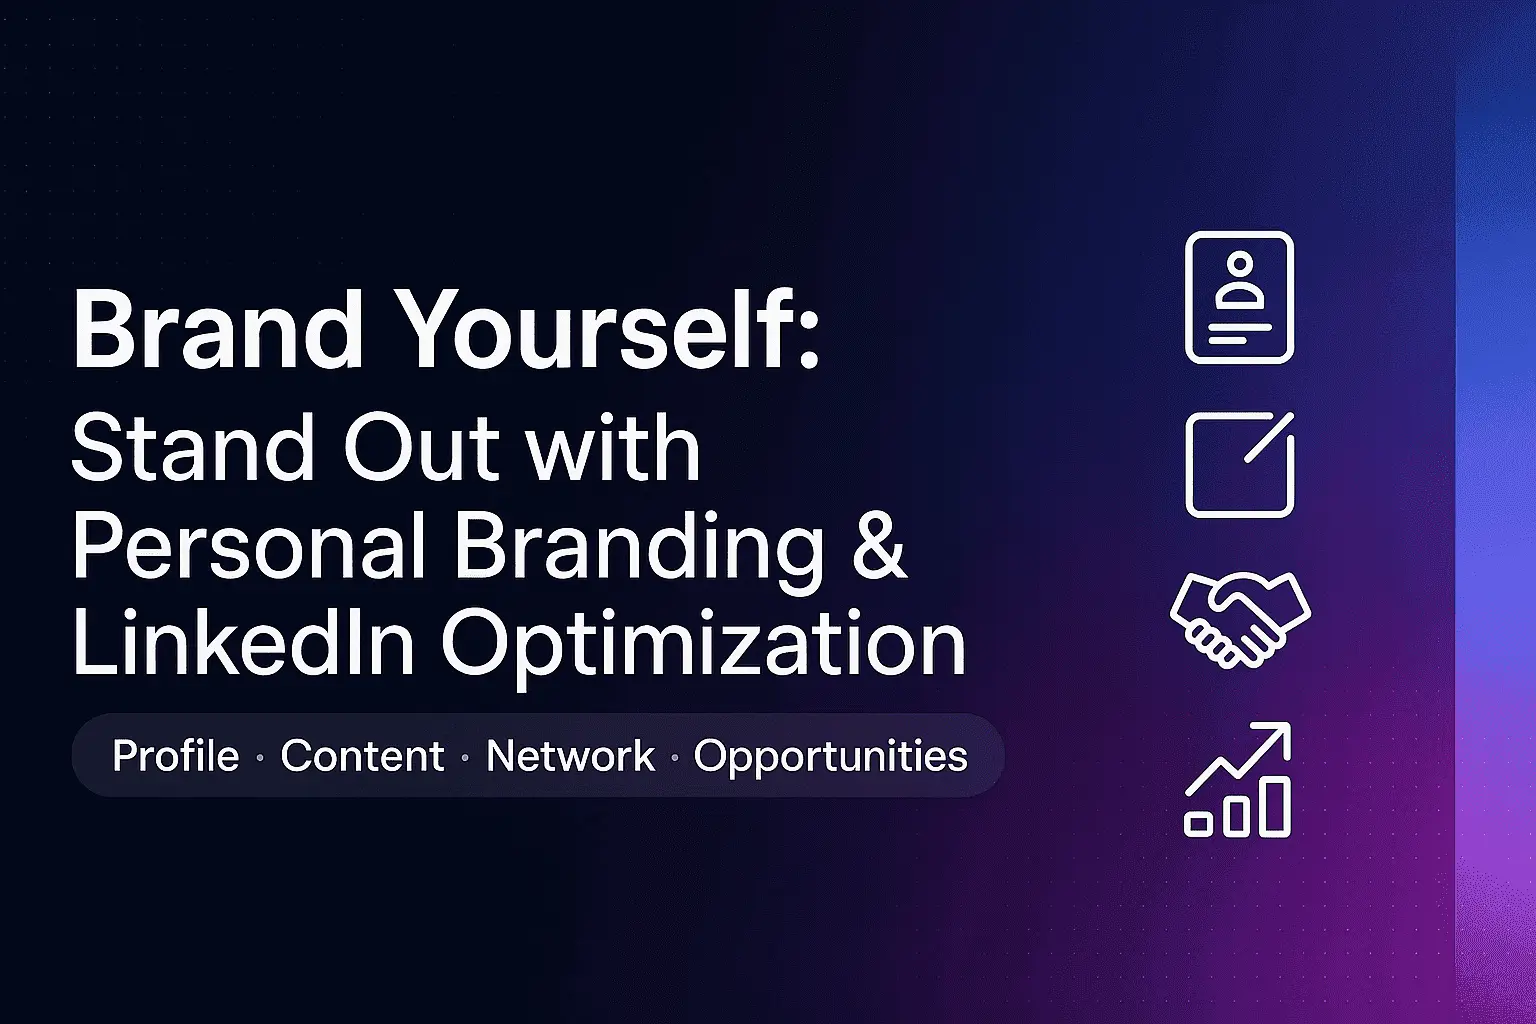 Brand Yourself:
Stand Out with
Personal Branding &
LinkedIn Optimization
Profile · Content · Network · Opportunities